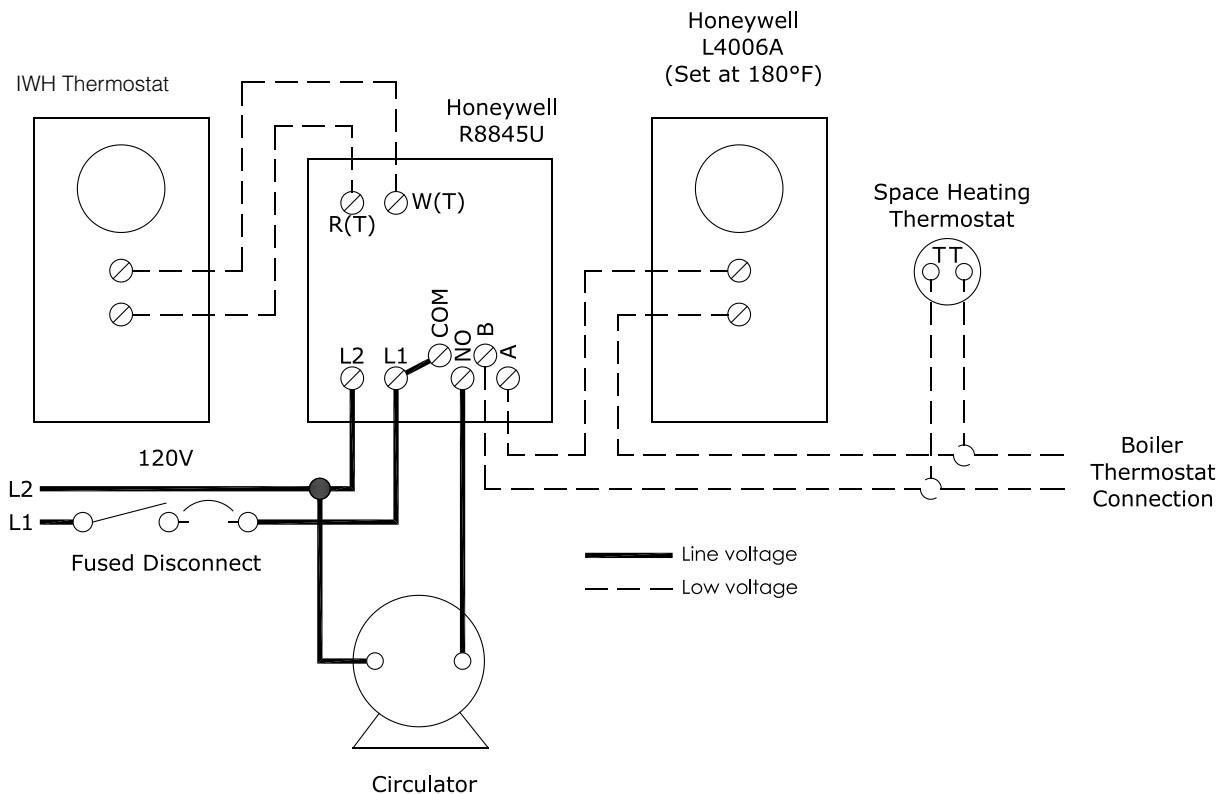 Honeywell
L4006A
(Set at 180°F)
IWH Thermostat
Honeywell
R8845U
Space Heating
Thermostat
R(T)
W(T)
T T
L2
L1
COM
NO
B
A
120V
L2
L1
Fused Disconnect
Boiler
Thermostat
Connection
Line voltage
Low voltage
Circulator